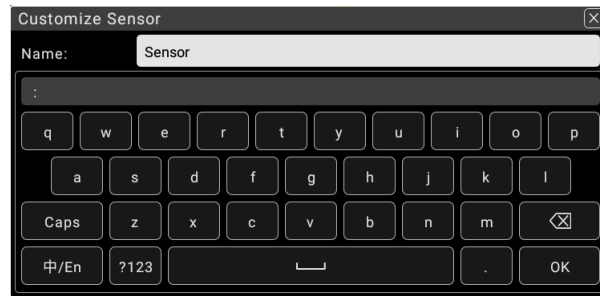 Customize Sensor
Name: Sensor
:
q w e r t y u i o p
a s d f g h j k l
Caps z x c v b n m
中/En ?123 . OK